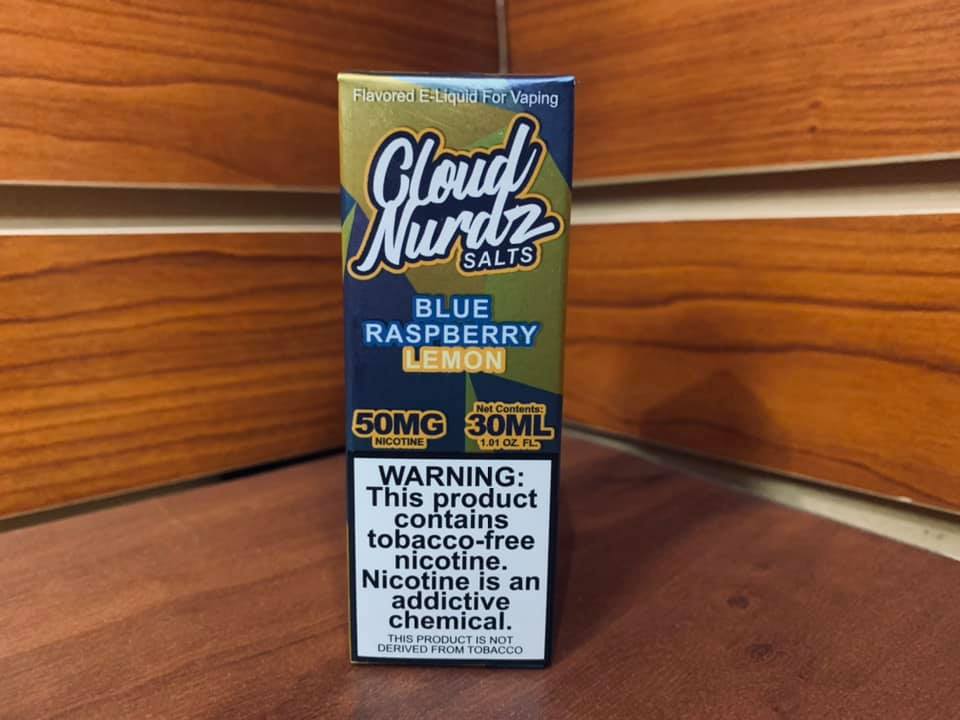 Flavored E-Liquid For Vaping
Cloud
Nurdz
SALTS
BLUE
RASPBERRY
LEMON
50MG
NICOTINE
Net Contents:
30ML
1.01 OZ. FL.
WARNING:
This product
contains
tobacco-free
nicotine.
Nicotine is an
addictive
chemical.
THIS PRODUCT IS NOT
DERIVED FROM TOBACCO